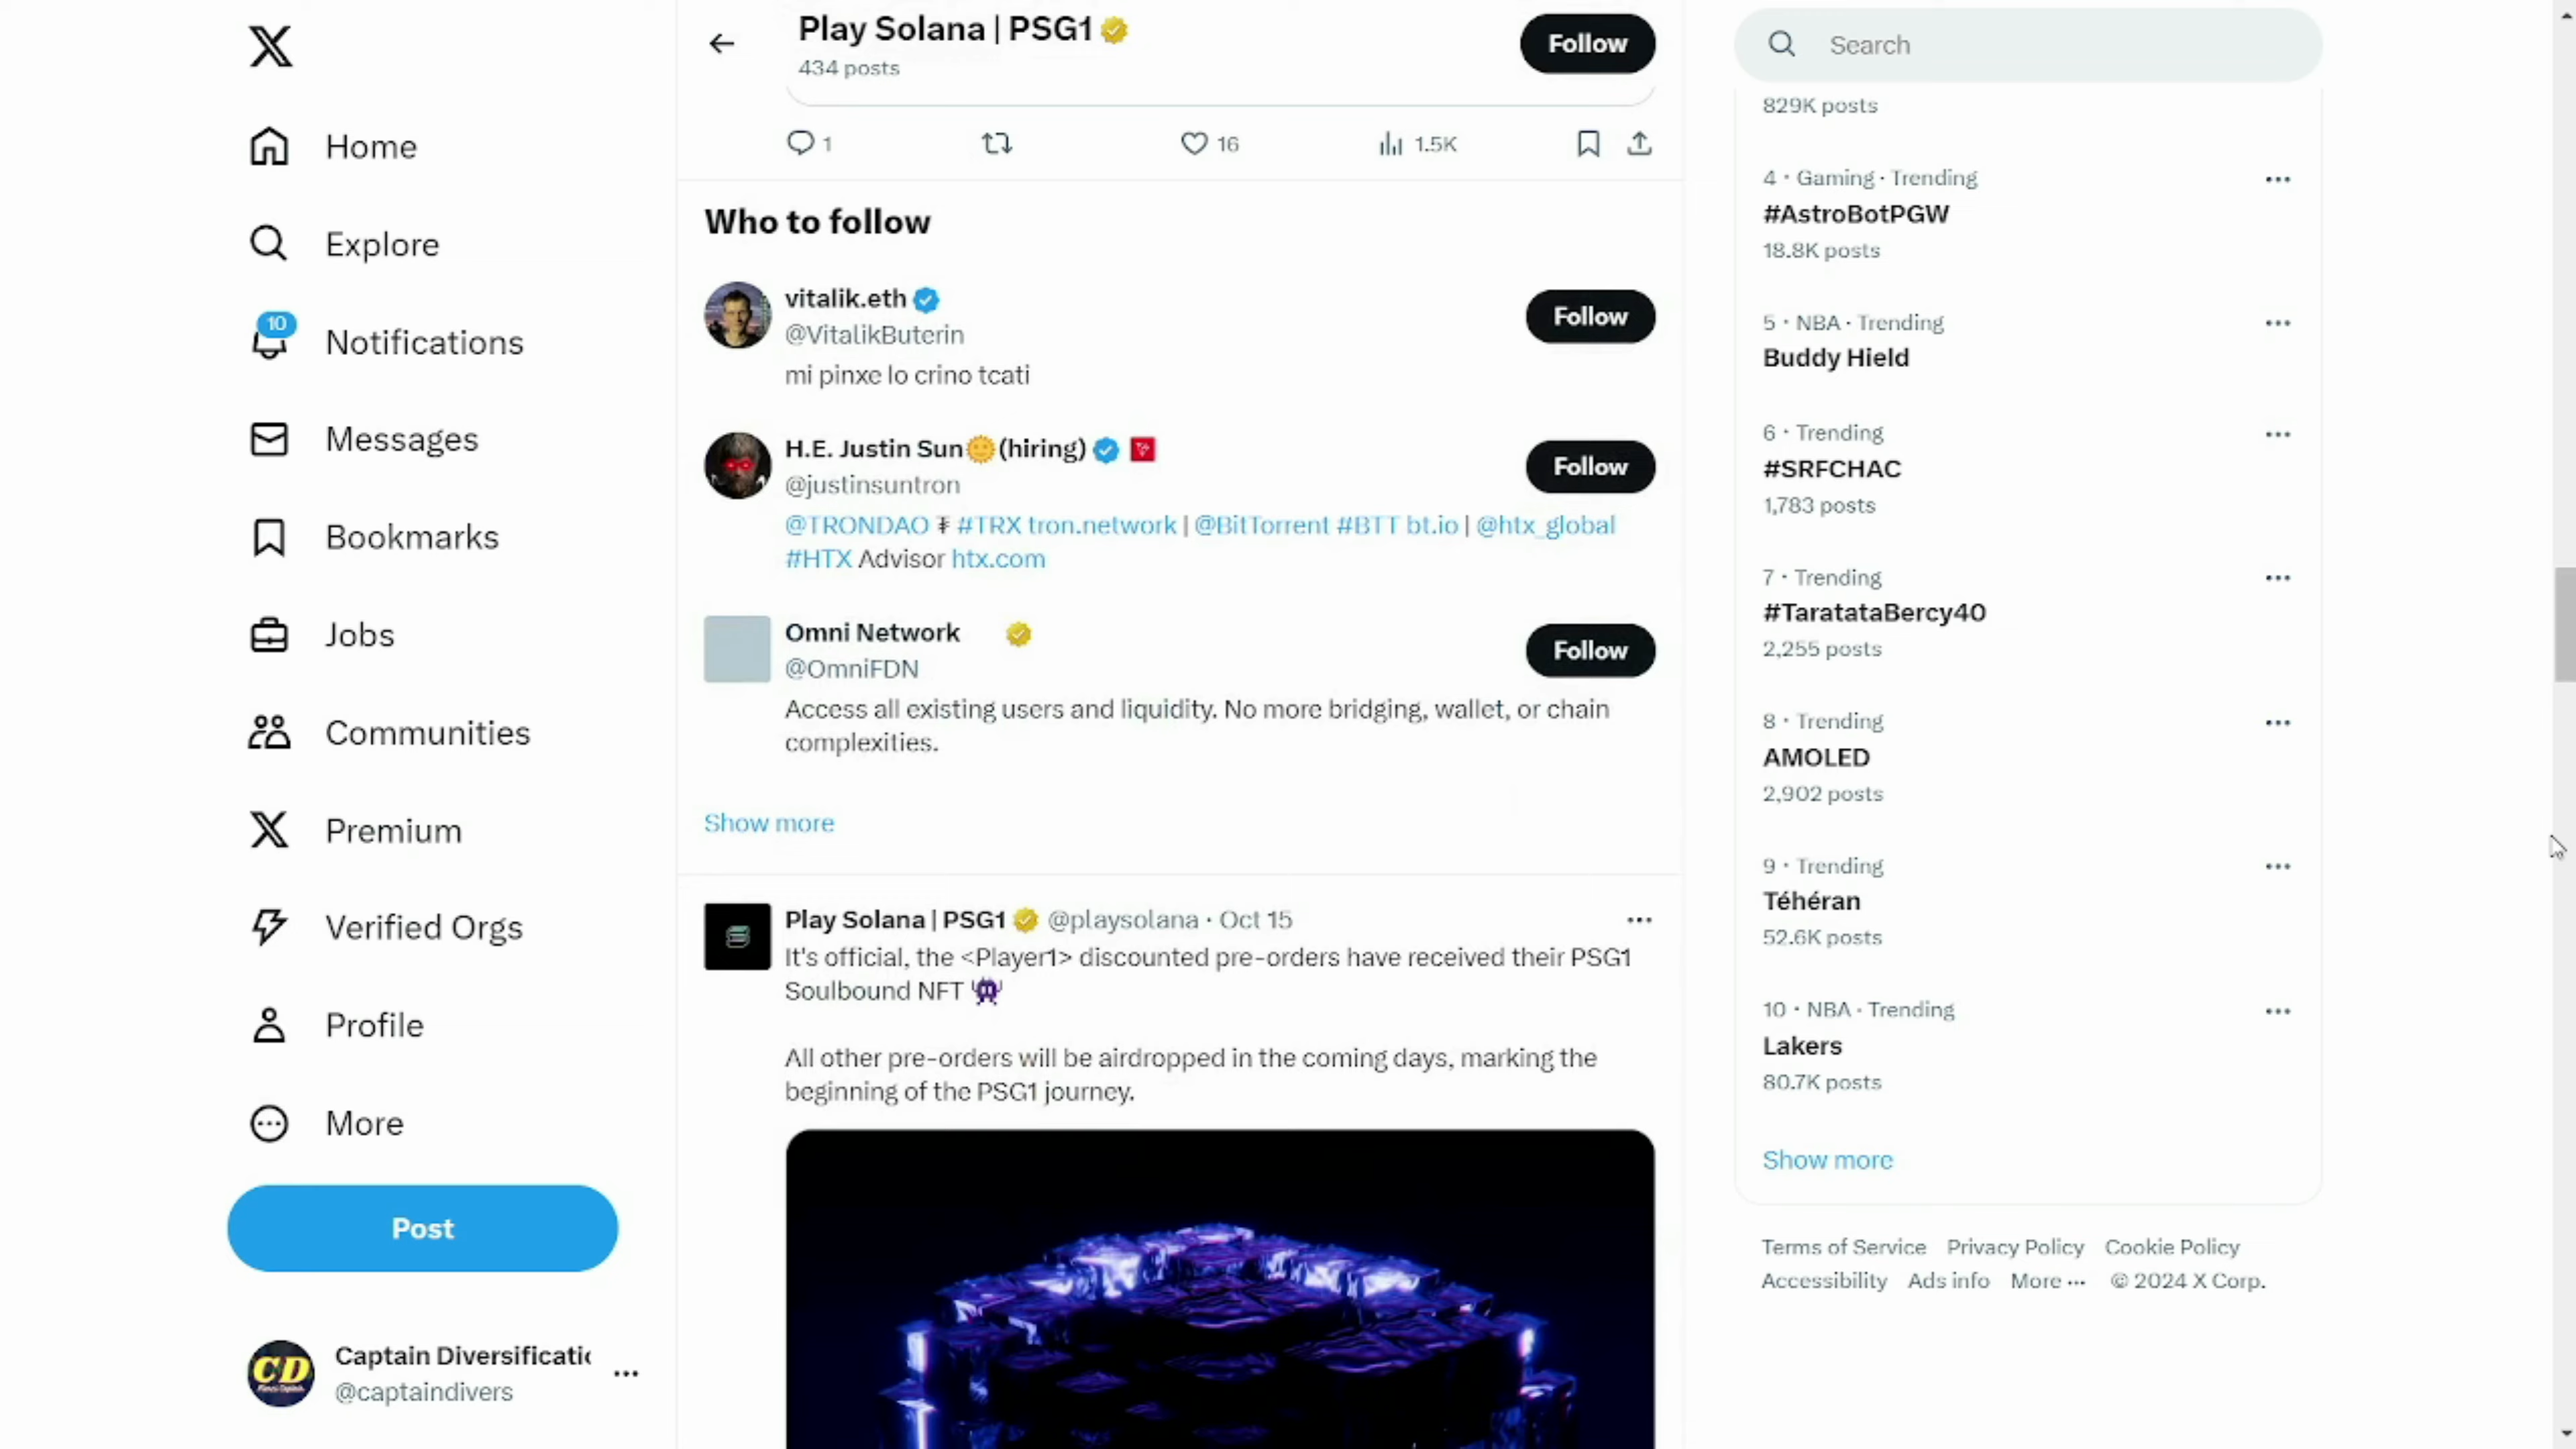 Home
Explore
10
Notifications
Messages
Bookmarks
Jobs
Communities
Premium
Verified Orgs
Profile
More
Post
CD
Captain Diversificatic
@captaindivers
Play Solana | PSG1
434 posts
Follow
1
16
1.5K
Who to follow
vitalik.eth
@VitalikButerin
mi pinxe lo crino tcati
Follow
H.E. Justin Sun🌞(hiring)
@justinsuntron
Follow
@TRONDAO ₮ #TRX tron.network | @BitTorrent #BTT bt.io | @htx_global
#HTX Advisor htx.com
Omni Network
@OmniFDN
Follow
Access all existing users and liquidity. No more bridging, wallet, or chain
complexities.
Show more
Play Solana | PSG1 @playsolana · Oct 15
It's official, the <Player1> discounted pre-orders have received their PSG1
Soulbound NFT 👾
All other pre-orders will be airdropped in the coming days, marking the
beginning of the PSG1 journey.
Search
829K posts
4 · Gaming · Trending
#AstroBotPGW
18.8K posts
5 · NBA · Trending
Buddy Hield
6 · Trending
#SRFCHAC
1,783 posts
7 · Trending
#TaratataBercy40
2,255 posts
8 · Trending
AMOLED
2,902 posts
9 · Trending
Téhéran
52.6K posts
10 · NBA · Trending
Lakers
80.7K posts
Show more
Terms of Service Privacy Policy Cookie Policy
Accessibility Ads info More ··· © 2024 X Corp.